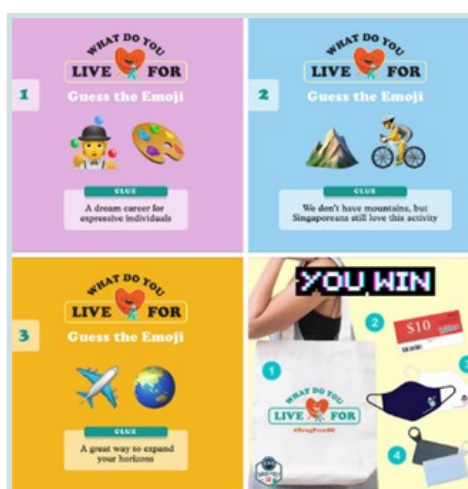 WHAT DO YOU
LIVE FOR
1
Guess the Emoji
CLUE
A dream career for
expressive individuals
WHAT DO YOU
LIVE FOR
2
Guess the Emoji
CLUE
We don't have mountains, but
Singaporeans still love this activity
WHAT DO YOU
LIVE FOR
3
Guess the Emoji
CLUE
A great way to expand
your horizons
YOU WIN
1
2
$10
WHAT DO YOU
LIVE FOR
#DrugFreeSG
4